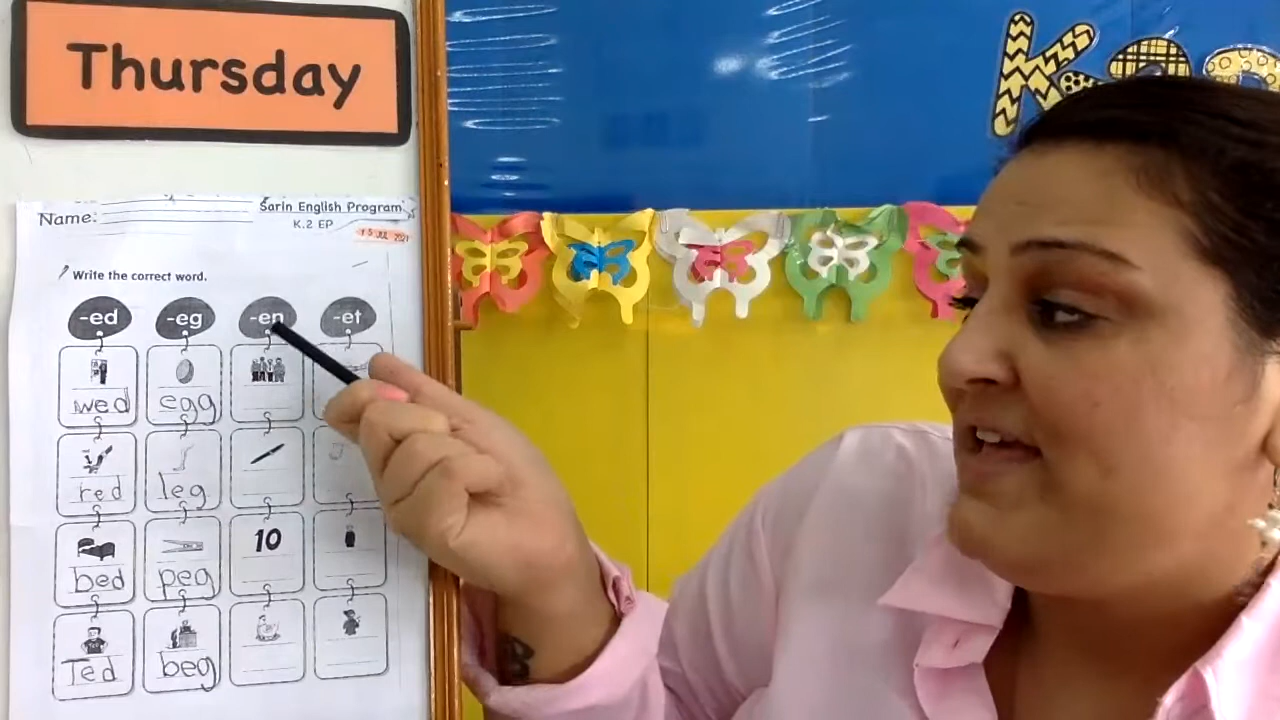 Thursday
Name:
Sarin English Program
K.2 EP
15 JUL 2021
Write the correct word.
-ed -eg -en -et
wed egg
red leg
bed peg 10
Ted beg